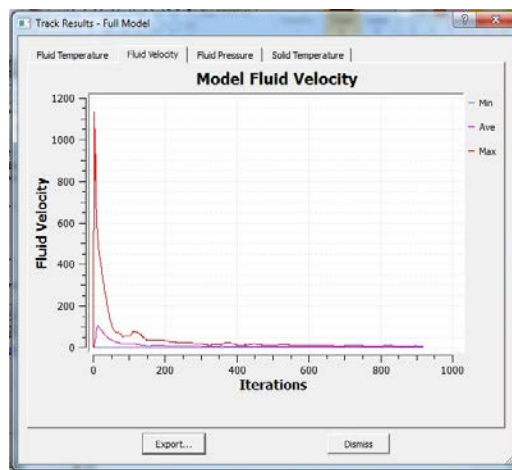 Track Results - Full Model
Fluid Temperature Fluid Velocity Fluid Pressure Solid Temperature
Model Fluid Velocity
1200
1000
800
600
400
200
0
Fluid Velocity
Min
Ave
Max
0 200 400 600 800 1000
Iterations
Export... Dismiss